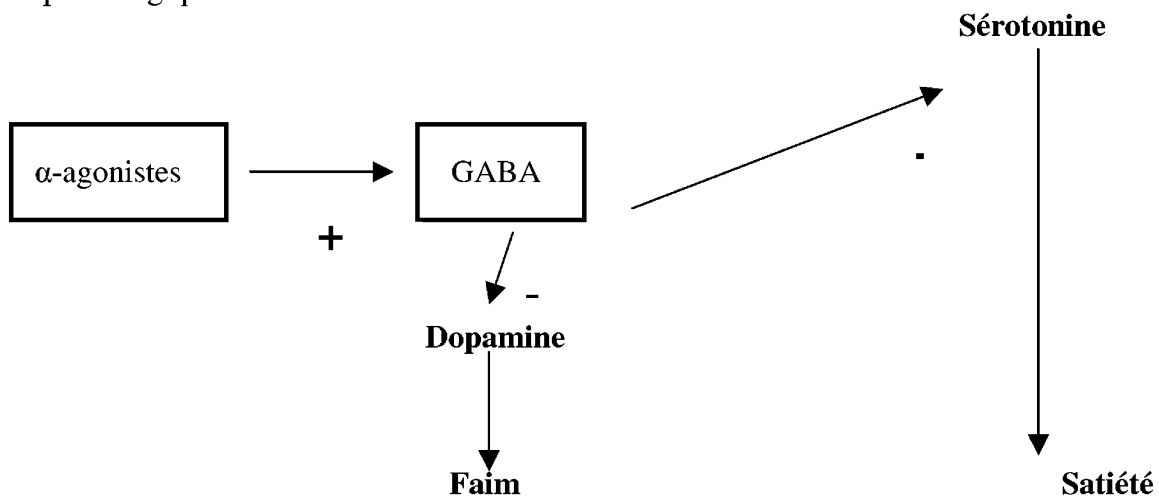 Sérotonine
α-agonistes
GABA
-
+
-
Dopamine
Faim
Satiété